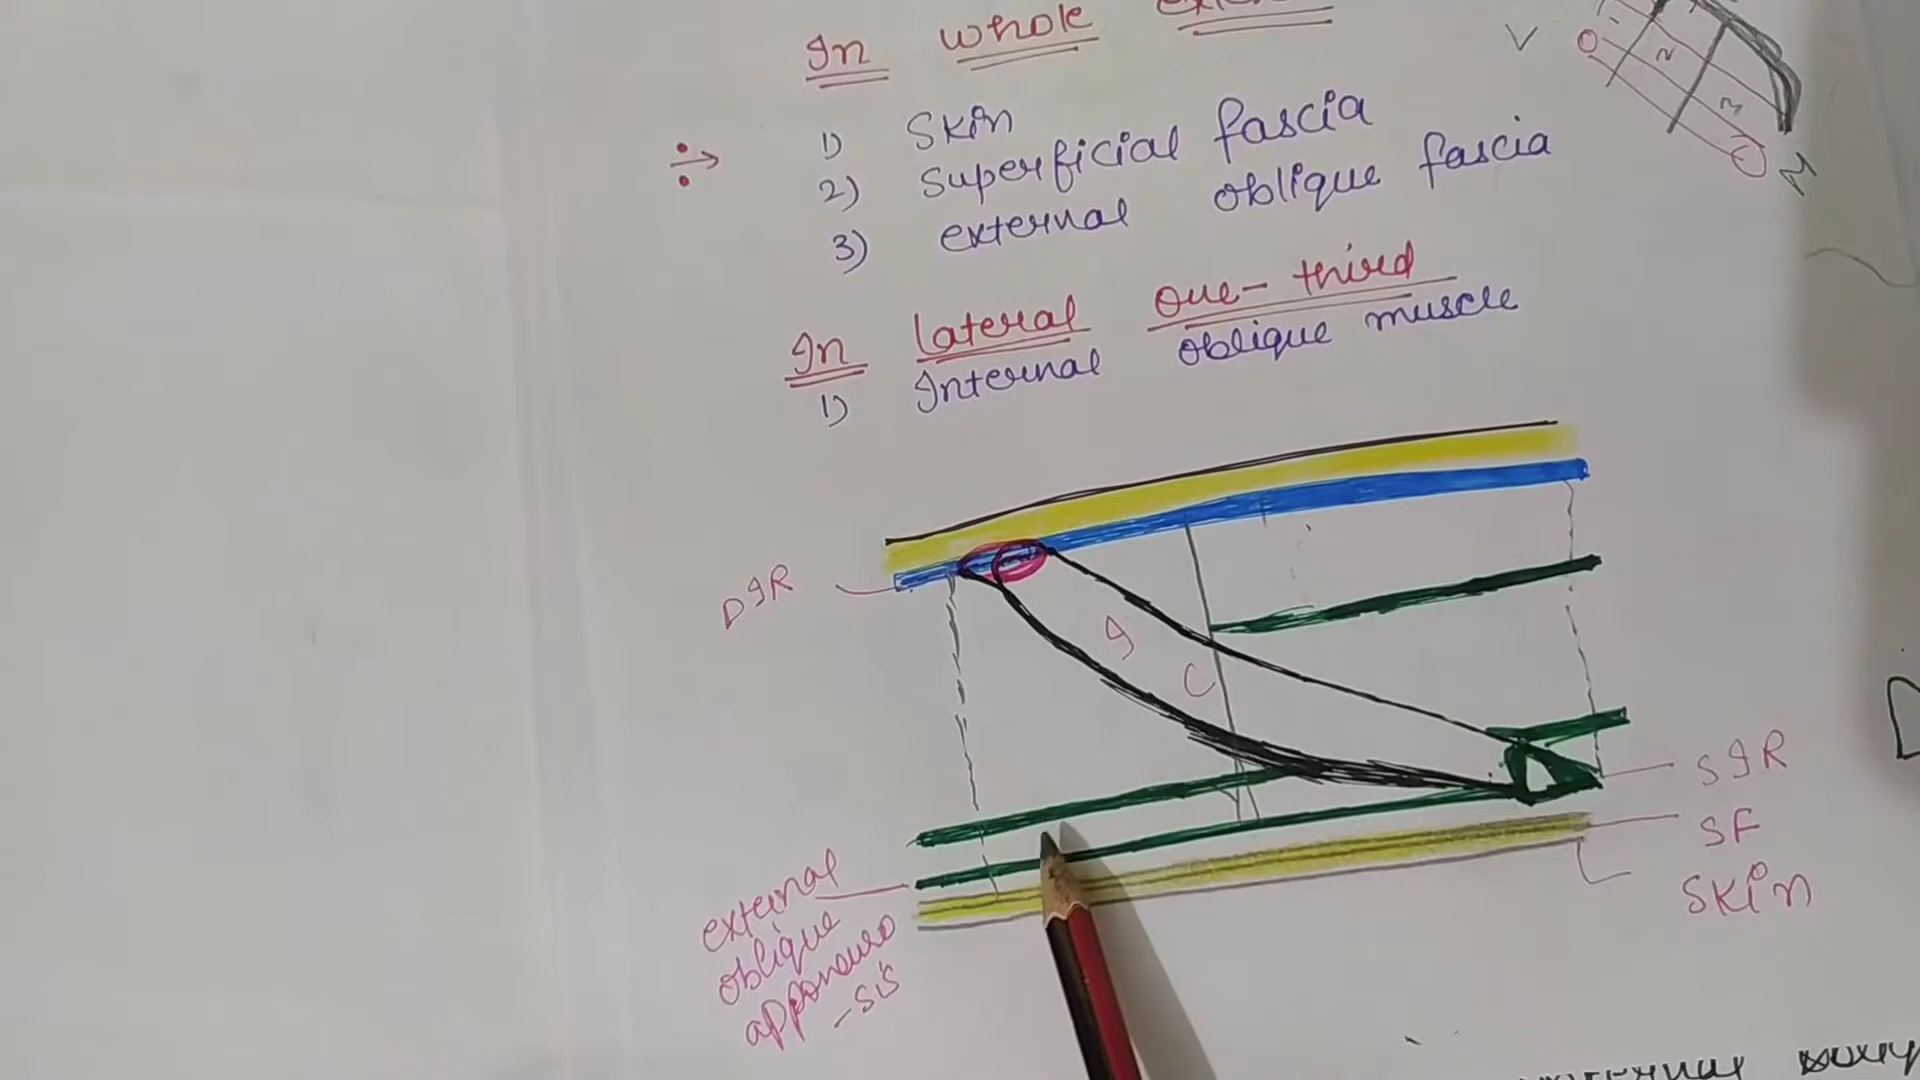 In whole
1) Skin
2) Superficial fascia
3) external oblique fascia
In lateral one-third
1) Internal oblique muscle
DIR
I
C
SIR
SF
Skin
external
oblique
apponeuro
-sis
V
N
3
M
D